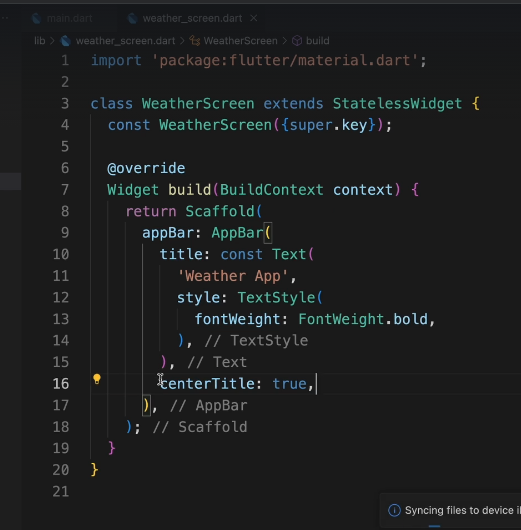 main.dart weather_screen.dart ×
lib > weather_screen.dart > WeatherScreen > build
1 import 'package:flutter/material.dart';
2
3 class WeatherScreen extends StatelessWidget {
4 const WeatherScreen({super.key});
5
6 @override
7 Widget build(BuildContext context) {
8 return Scaffold(
9 appBar: AppBar(
10 title: const Text(
11 'Weather App',
12 style: TextStyle(
13 fontWeight: FontWeight.bold,
14 ), // TextStyle
15 ), // Text
16 centerTitle: true,
17 ), // AppBar
18 ); // Scaffold
19 }
20 }
21
Syncing files to device